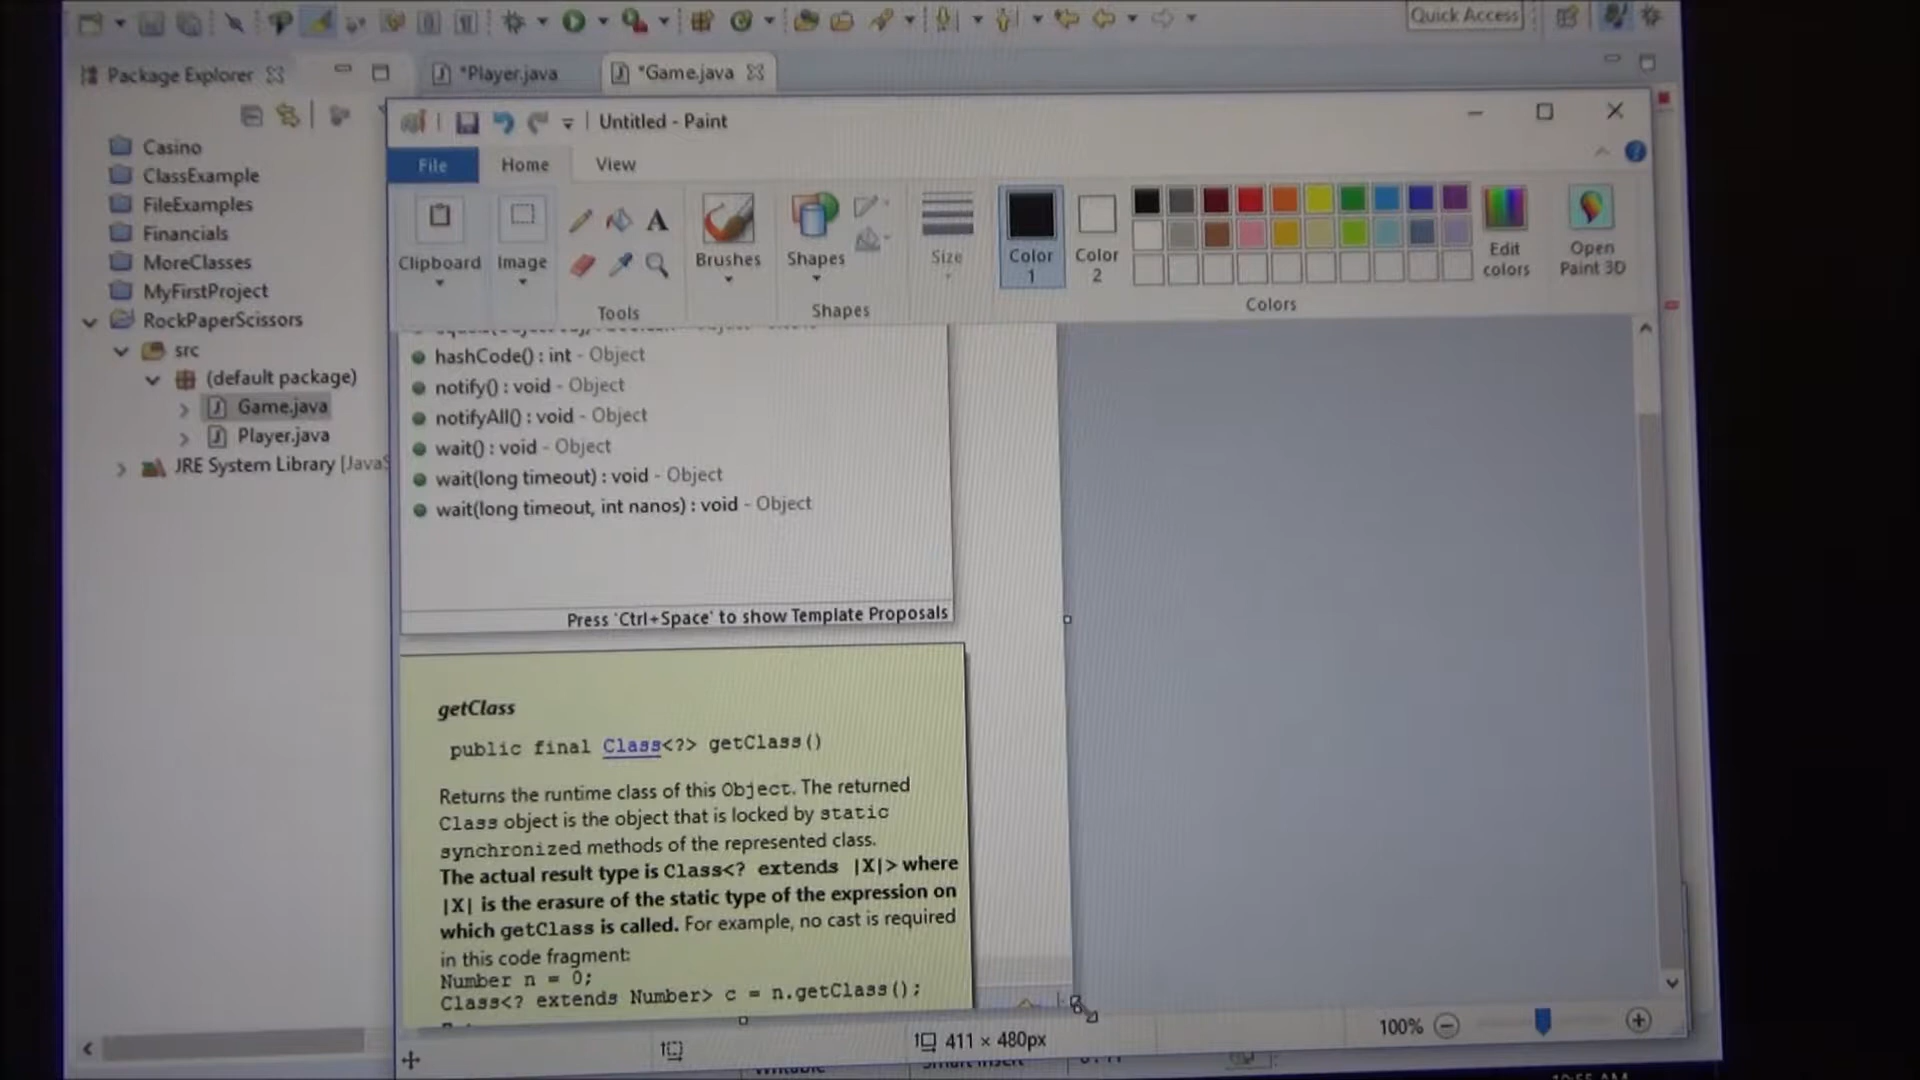 Quick Access
Package Explorer
*Player.java
*Game.java
Untitled - Paint
File
Home
View
Casino
ClassExample
FileExamples
Financials
MoreClasses
MyFirstProject
RockPaperScissors
src
(default package)
Game.java
Player.java
JRE System Library [JavaS
Clipboard
Image
A
Tools
Brushes
Shapes
Shapes
Size
Color
1
Color
2
Edit
colors
Open
Paint 3D
Colors
hashCode() : int - Object
notify() : void - Object
notifyAll() : void - Object
wait() : void - Object
wait(long timeout) : void - Object
wait(long timeout, int nanos) : void - Object
Press 'Ctrl+Space' to show Template Proposals
getClass
public final Class<?> getClass()
Returns the runtime class of this Object. The returned
Class object is the object that is locked by static
synchronized methods of the represented class.
The actual result type is Class<? extends |X|> where
|X| is the erasure of the static type of the expression on
which getClass is called. For example, no cast is required
in this code fragment:
Number n = 0;
Class<? extends Number> c = n.getClass();
411 × 480px
100%